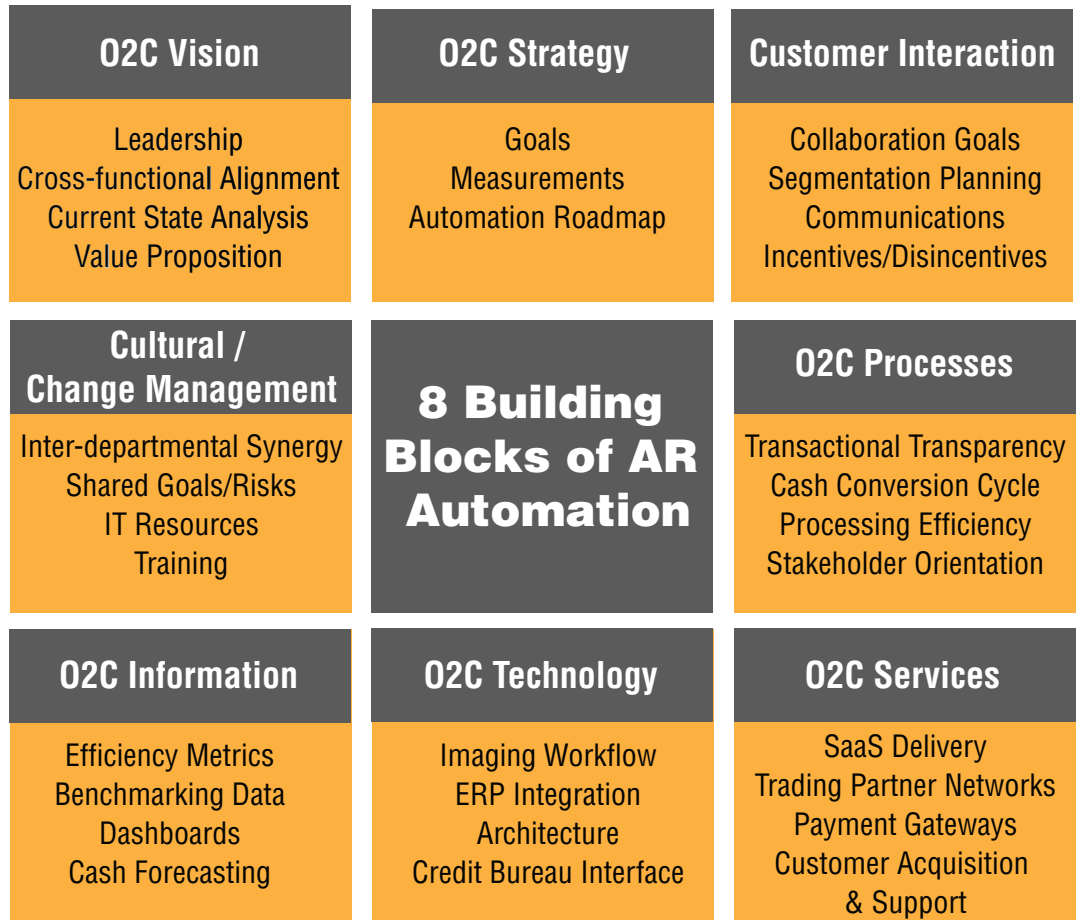 O2C Vision
Leadership
Cross-functional Alignment
Current State Analysis
Value Proposition
O2C Strategy
Goals
Measurements
Automation Roadmap
Customer Interaction
Collaboration Goals
Segmentation Planning
Communications
Incentives/Disincentives
Cultural /
Change Management
Inter-departmental Synergy
Shared Goals/Risks
IT Resources
Training
8 Building
Blocks of AR
Automation
O2C Processes
Transactional Transparency
Cash Conversion Cycle
Processing Efficiency
Stakeholder Orientation
O2C Information
Efficiency Metrics
Benchmarking Data
Dashboards
Cash Forecasting
O2C Technology
Imaging Workflow
ERP Integration
Architecture
Credit Bureau Interface
O2C Services
SaaS Delivery
Trading Partner Networks
Payment Gateways
Customer Acquisition
& Support